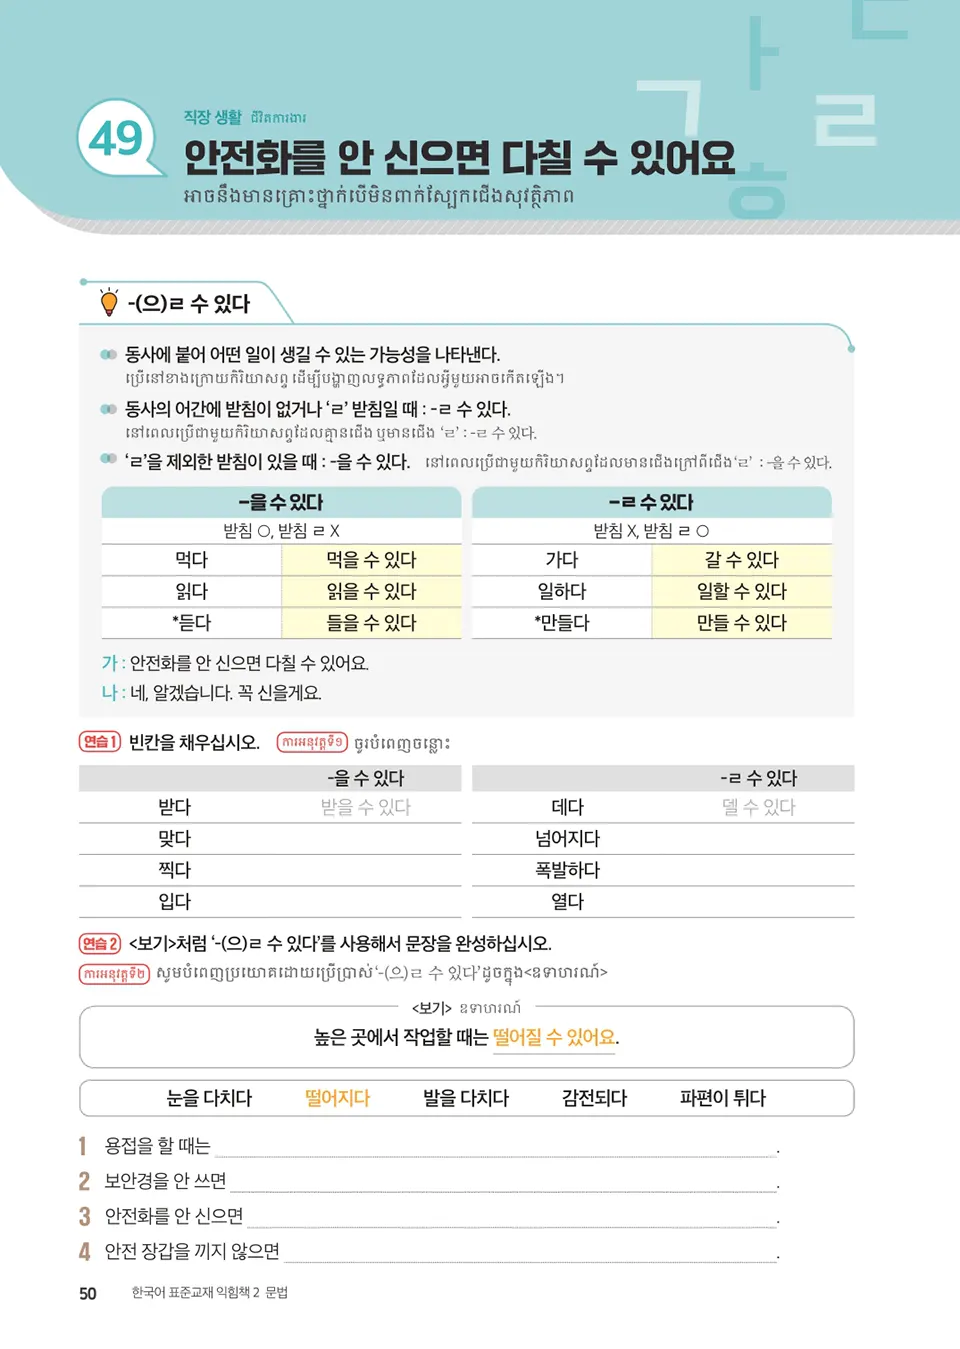 49
직장 생활 ជីវិតការងារ
안전화를 안 신으면 다칠 수 있어요
អាចនឹងមានគ្រោះថ្នាក់បើមិនពាក់ស្បែកជើងសុវត្ថិភាព
ㄱ ㅏ ㄷ ㄹ ㅎ
-(으)ㄹ 수 있다
동사에 붙어 어떤 일이 생길 수 있는 가능성을 나타낸다.
ប្រើនៅខាងក្រោយកិរិយាសព្ទ ដើម្បីបង្ហាញលទ្ធភាពដែលអ្វីមួយអាចកើតឡើង។
동사의 어간에 받침이 없거나 ‘ㄹ’ 받침일 때 : -ㄹ 수 있다.
នៅពេលប្រើជាមួយកិរិយាសព្ទដែលគ្មានជើង ឬមានជើង ‘ㄹ’ : -ㄹ 수 있다.
‘ㄹ’을 제외한 받침이 있을 때 : -을 수 있다. នៅពេលប្រើជាមួយកិរិយាសព្ទដែលមានជើងក្រៅពីជើង‘ㄹ’ : -을 수 있다.
-을 수 있다 -ㄹ 수 있다
받침 ○, 받침 ㄹ X 받침 X, 받침 ㄹ ○
먹다 먹을 수 있다 가다 갈 수 있다
읽다 읽을 수 있다 일하다 일할 수 있다
*듣다 들을 수 있다 *만들다 만들 수 있다
가 : 안전화를 안 신으면 다칠 수 있어요.
나 : 네, 알겠습니다. 꼭 신을게요.
연습 1 빈칸을 채우십시오. ការអនុវត្តទី១ ចូរបំពេញចន្លោះ
-을 수 있다 -ㄹ 수 있다
받다 받을 수 있다 데다 델 수 있다
맞다 넘어지다
찍다 폭발하다
입다 열다
연습 2 <보기>처럼 ‘-(으)ㄹ 수 있다’를 사용해서 문장을 완성하십시오.
ការអនុវត្តទី២ សូមបំពេញប្រយោគដោយប្រើប្រាស់ ‘-(으)ㄹ 수 있다’ ដូចក្នុង<ឧទាហរណ៍>
<보기> ឧទាហរណ៍
높은 곳에서 작업할 때는 떨어질 수 있어요.
눈을 다치다 떨어지다 발을 다치다 감전되다 파편이 튀다
1 용접을 할 때는 .
2 보안경을 안 쓰면 .
3 안전화를 안 신으면 .
4 안전 장갑을 끼지 않으면 .
50 한국어 표준교재 익힘책 2 문법